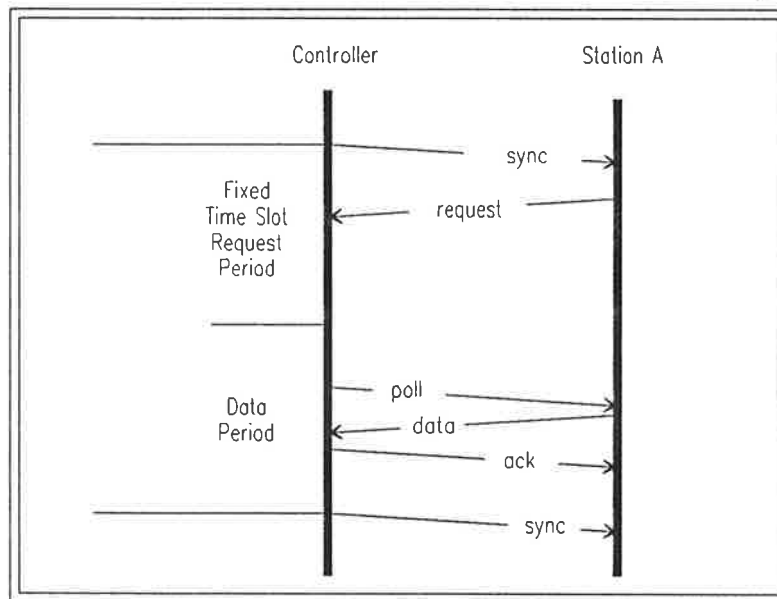 Controller Station A
sync
Fixed
Time Slot
Request
Period
request
poll
Data
Period
data
ack
sync